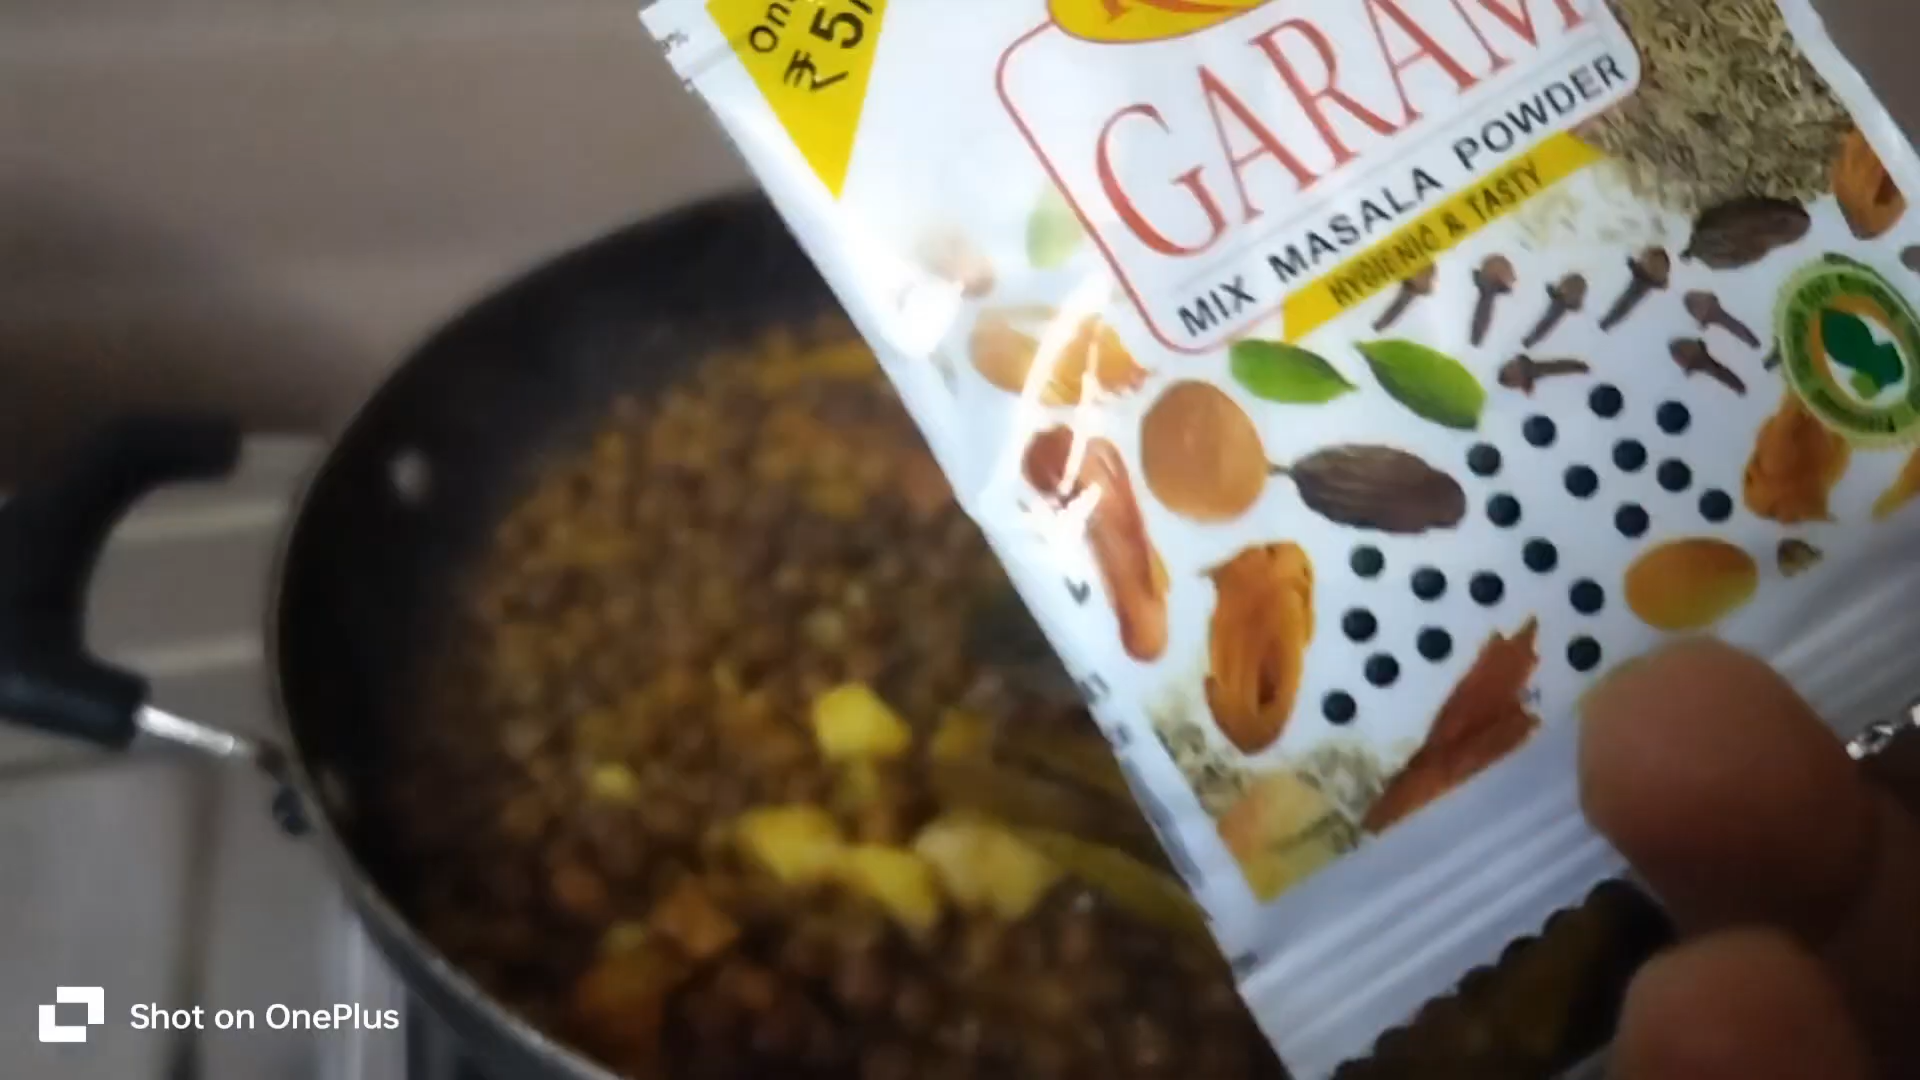 ₹ 5/
GARAM
MIX MASALA POWDER
HYGIENIC & TASTY
Shot on OnePlus